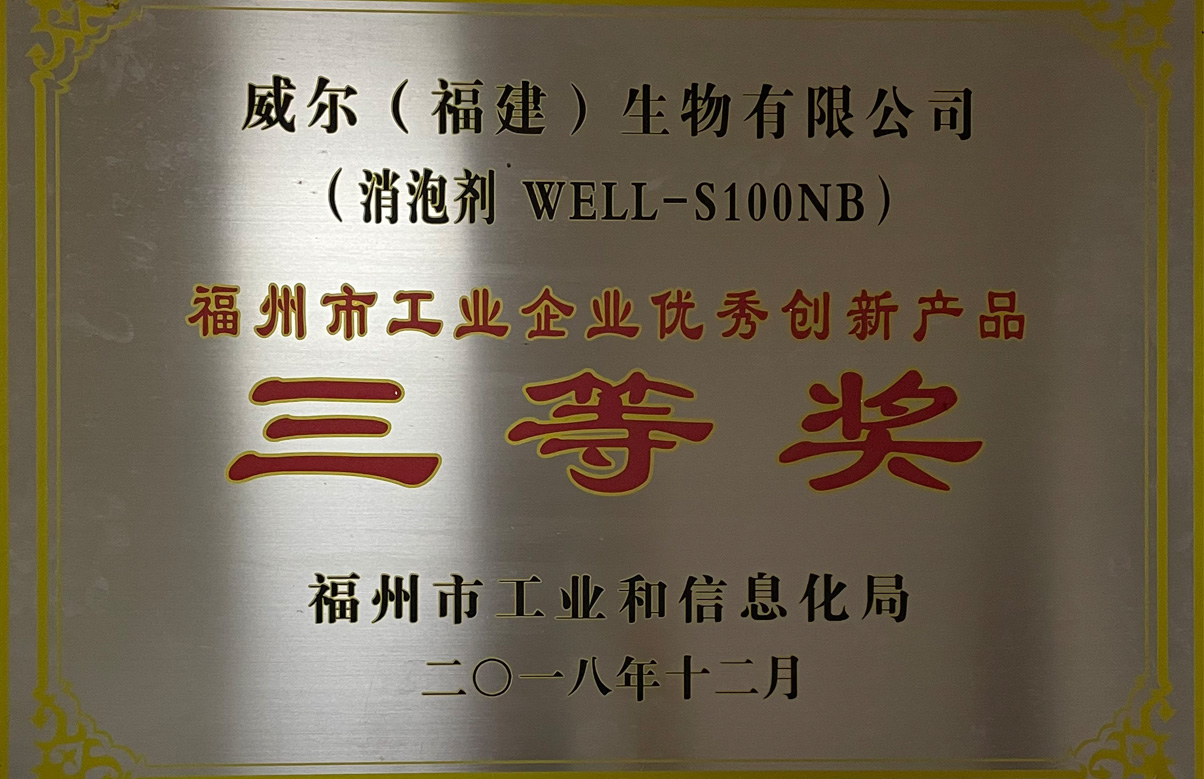 威尔（福建）生物有限公司
（消泡剂 WELL-S100NB）
福州市工业企业优秀创新产品
三等奖
福州市工业和信息化局
二〇一八年十二月